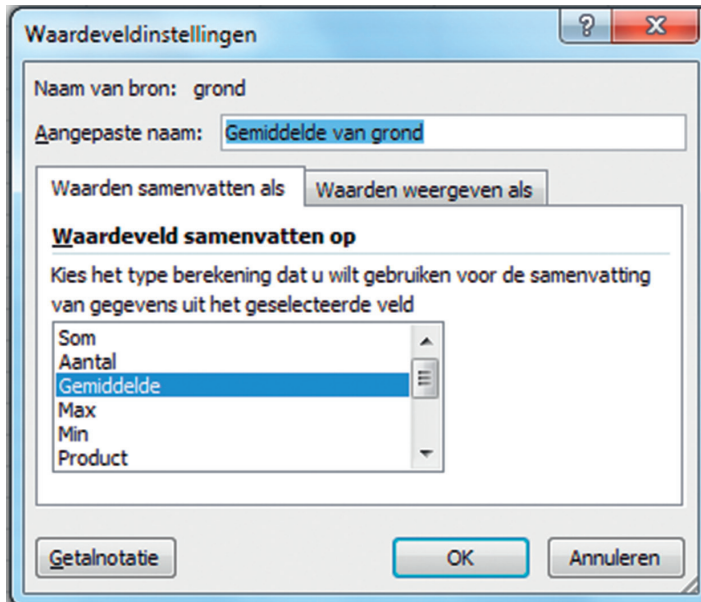 Waardeveldinstellingen
Naam van bron: grond
Aangepaste naam: Gemiddelde van grond
Waarden samenvatten als Waarden weergeven als
Waardeveld samenvatten op
Kies het type berekening dat u wilt gebruiken voor de samenvatting
van gegevens uit het geselecteerde veld
Som
Aantal
Gemiddelde
Max
Min
Product
Getalnotatie OK Annuleren